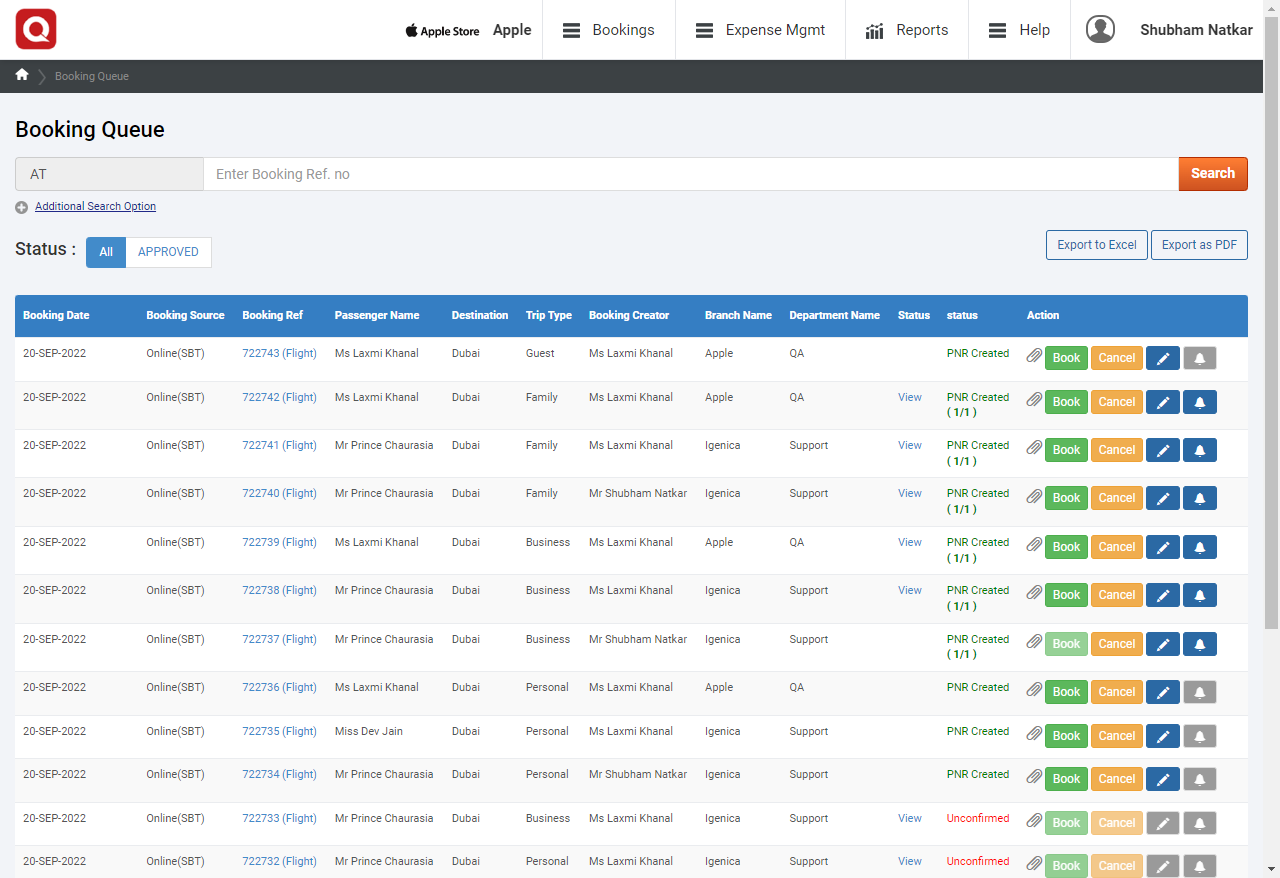 Q Apple Store Apple Bookings Expense Mgmt Reports Help Shubham Natkar
Booking Queue
Booking Queue
AT Enter Booking Ref. no Search
Additional Search Option
Status : All APPROVED Export to Excel Export as PDF
Booking Date Booking Source Booking Ref Passenger Name Destination Trip Type Booking Creator Branch Name Department Name Status status Action
20-SEP-2022 Online(SBT) 722743 (Flight) Ms Laxmi Khanal Dubai Guest Ms Laxmi Khanal Apple QA PNR Created Book Cancel
20-SEP-2022 Online(SBT) 722742 (Flight) Ms Laxmi Khanal Dubai Family Ms Laxmi Khanal Apple QA View PNR Created Book Cancel
( 1/1 )
20-SEP-2022 Online(SBT) 722741 (Flight) Mr Prince Chaurasia Dubai Family Ms Laxmi Khanal Igenica Support View PNR Created Book Cancel
( 1/1 )
20-SEP-2022 Online(SBT) 722740 (Flight) Mr Prince Chaurasia Dubai Family Mr Shubham Natkar Igenica Support View PNR Created Book Cancel
( 1/1 )
20-SEP-2022 Online(SBT) 722739 (Flight) Ms Laxmi Khanal Dubai Business Ms Laxmi Khanal Apple QA View PNR Created Book Cancel
( 1/1 )
20-SEP-2022 Online(SBT) 722738 (Flight) Mr Prince Chaurasia Dubai Business Ms Laxmi Khanal Igenica Support View PNR Created Book Cancel
( 1/1 )
20-SEP-2022 Online(SBT) 722737 (Flight) Mr Prince Chaurasia Dubai Business Mr Shubham Natkar Igenica Support PNR Created Book Cancel
( 1/1 )
20-SEP-2022 Online(SBT) 722736 (Flight) Ms Laxmi Khanal Dubai Personal Ms Laxmi Khanal Apple QA PNR Created Book Cancel
20-SEP-2022 Online(SBT) 722735 (Flight) Miss Dev Jain Dubai Personal Ms Laxmi Khanal Igenica Support PNR Created Book Cancel
20-SEP-2022 Online(SBT) 722734 (Flight) Mr Prince Chaurasia Dubai Personal Mr Shubham Natkar Igenica Support PNR Created Book Cancel
20-SEP-2022 Online(SBT) 722733 (Flight) Mr Prince Chaurasia Dubai Business Ms Laxmi Khanal Igenica Support View Unconfirmed Book Cancel
20-SEP-2022 Online(SBT) 722732 (Flight) Mr Prince Chaurasia Dubai Personal Ms Laxmi Khanal Igenica Support View Unconfirmed Book Cancel